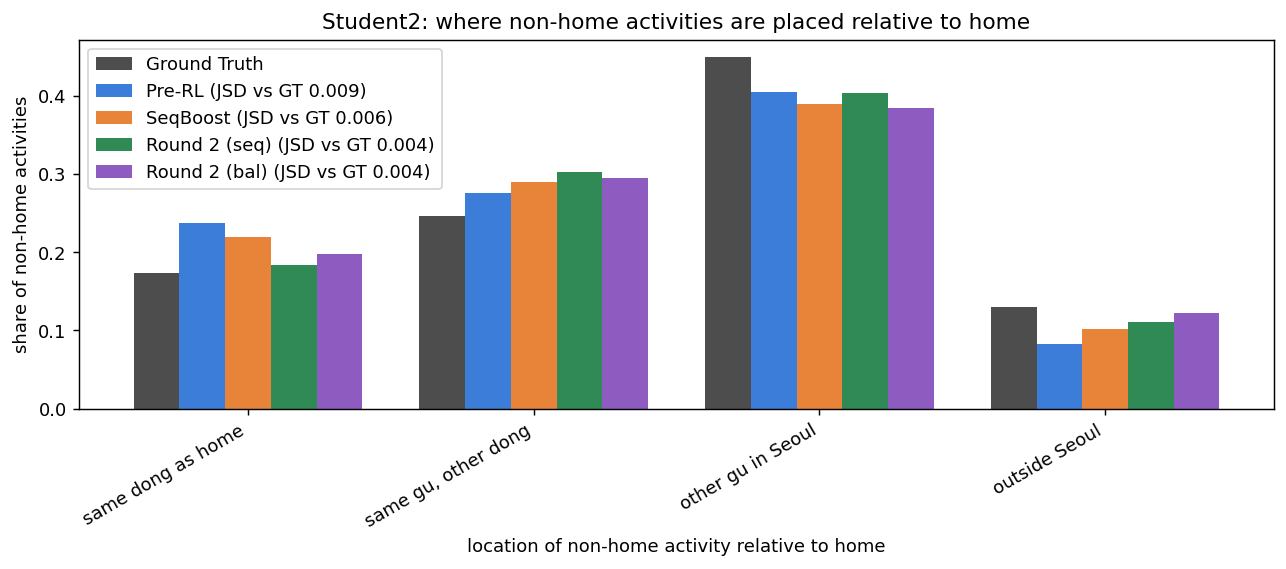 Student2: where non-home activities are placed relative to home
Ground Truth
Pre-RL (JSD vs GT 0.009)
SeqBoost (JSD vs GT 0.006)
Round 2 (seq) (JSD vs GT 0.004)
Round 2 (bal) (JSD vs GT 0.004)
share of non-home activities
0.4
0.3
0.2
0.1
0.0
same dong as home
same gu, other dong
other gu in Seoul
outside Seoul
location of non-home activity relative to home